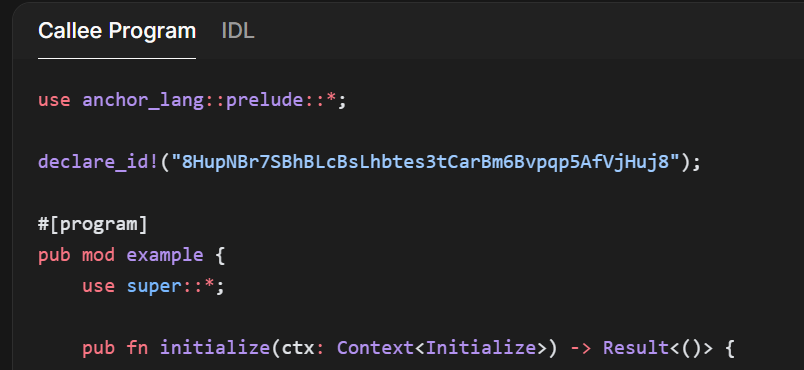 Callee Program IDL
use anchor_lang::prelude::*;
declare_id!("8HupNBr7SBhBLcBsLhbtes3tCarBm6Bvpqp5AfVjHuj8");
#[program]
pub mod example {
    use super::*;
    pub fn initialize(ctx: Context<Initialize>) -> Result<()> {